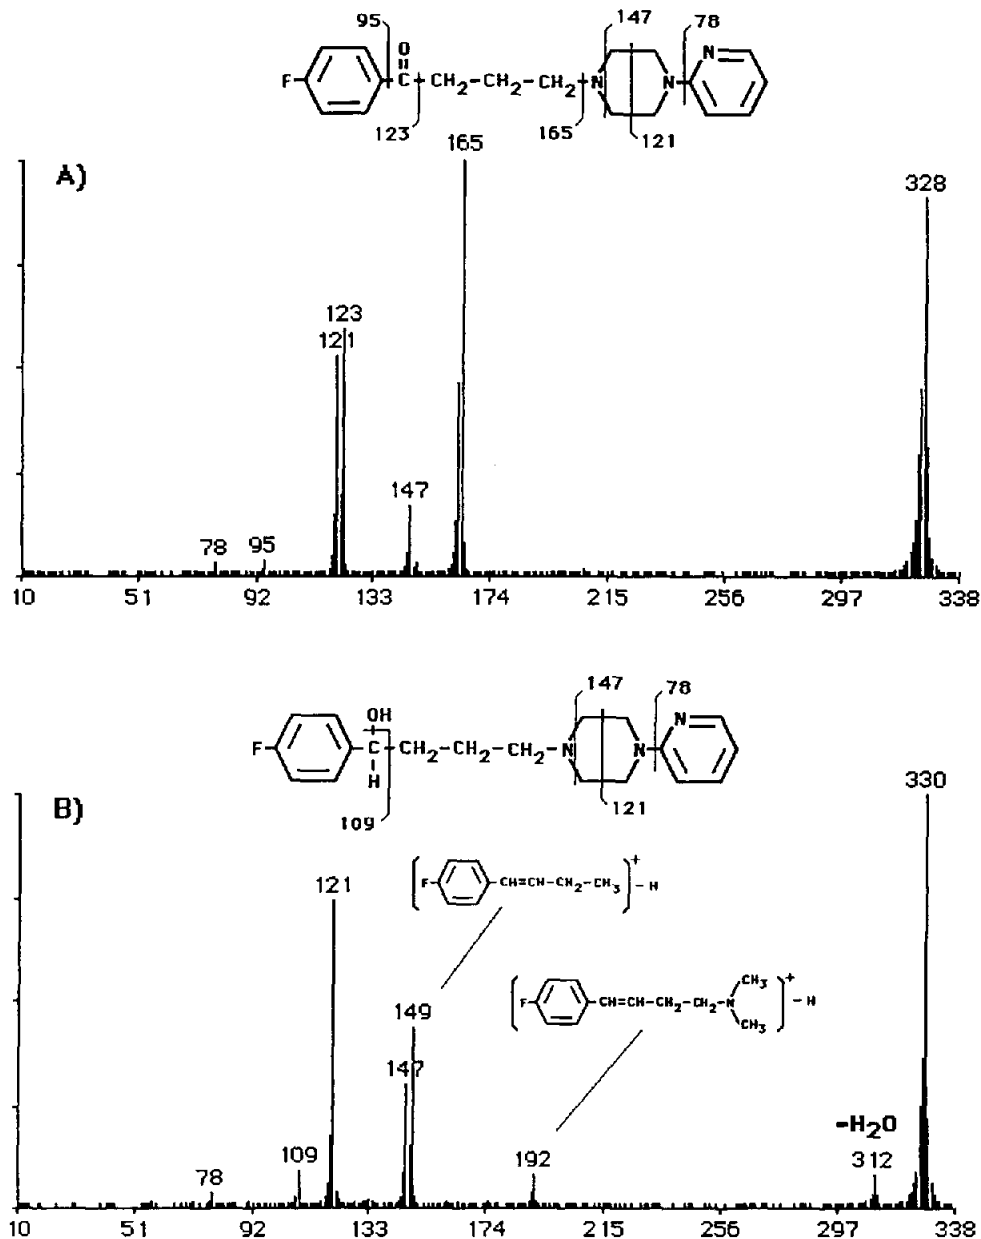 95 147 78
O N
F C CH2-CH2-CH2 N N
123 165 121
A) 165 328
123
121
147
78 95
10 51 92 133 174 215 256 297 338
147 78
OH N
F C-CH2-CH2-CH2-N N
H
109 121
B) 330
[F CH=CH-CH2-CH3]+ - H
121
[F CH=CH-CH2-CH2-N CH3 CH3]+ - H
149
147
-H2O
78 109 192 312
10 51 92 133 174 215 256 297 338